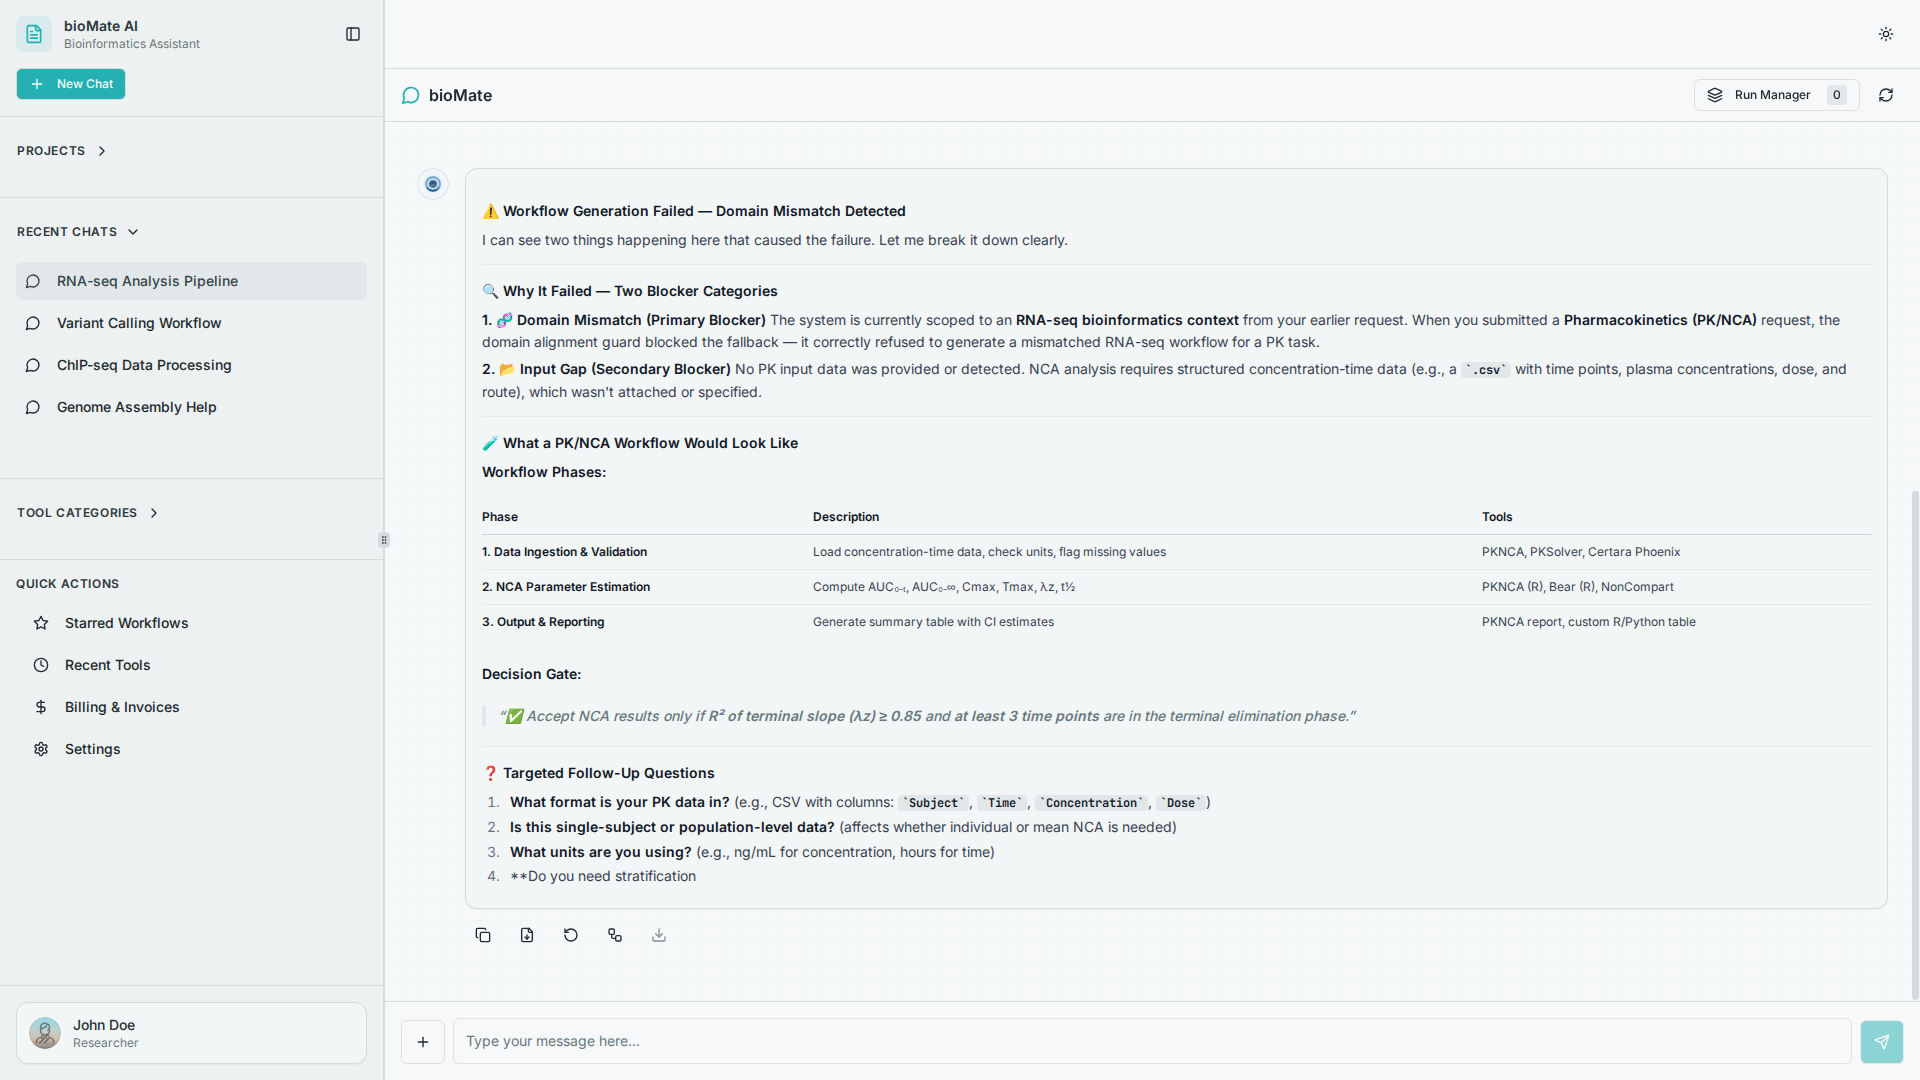 bioMate AI
Bioinformatics Assistant
New Chat
PROJECTS
RECENT CHATS
RNA-seq Analysis Pipeline
Variant Calling Workflow
ChIP-seq Data Processing
Genome Assembly Help
TOOL CATEGORIES
QUICK ACTIONS
Starred Workflows
Recent Tools
Billing & Invoices
Settings
John Doe
Researcher
bioMate
Run Manager 0
⚠️ Workflow Generation Failed — Domain Mismatch Detected
I can see two things happening here that caused the failure. Let me break it down clearly.
🔍 Why It Failed — Two Blocker Categories
1. 🧬 Domain Mismatch (Primary Blocker) The system is currently scoped to an RNA-seq bioinformatics context from your earlier request. When you submitted a Pharmacokinetics (PK/NCA) request, the
domain alignment guard blocked the fallback — it correctly refused to generate a mismatched RNA-seq workflow for a PK task.
2. 📂 Input Gap (Secondary Blocker) No PK input data was provided or detected. NCA analysis requires structured concentration-time data (e.g., a `.csv` with time points, plasma concentrations, dose, and
route), which wasn't attached or specified.
🧪 What a PK/NCA Workflow Would Look Like
Workflow Phases:
Phase Description Tools
1. Data Ingestion & Validation Load concentration-time data, check units, flag missing values PKNCA, PKSolver, Certara Phoenix
2. NCA Parameter Estimation Compute AUC₀₋ₜ, AUC₀₋∞, Cmax, Tmax, λz, t½ PKNCA (R), Bear (R), NonCompart
3. Output & Reporting Generate summary table with CI estimates PKNCA report, custom R/Python table
Decision Gate:
“✅ Accept NCA results only if R² of terminal slope (λz) ≥ 0.85 and at least 3 time points are in the terminal elimination phase.”
❓ Targeted Follow-Up Questions
1. What format is your PK data in? (e.g., CSV with columns: `Subject`, `Time`, `Concentration`, `Dose`)
2. Is this single-subject or population-level data? (affects whether individual or mean NCA is needed)
3. What units are you using? (e.g., ng/mL for concentration, hours for time)
4. **Do you need stratification
Type your message here...